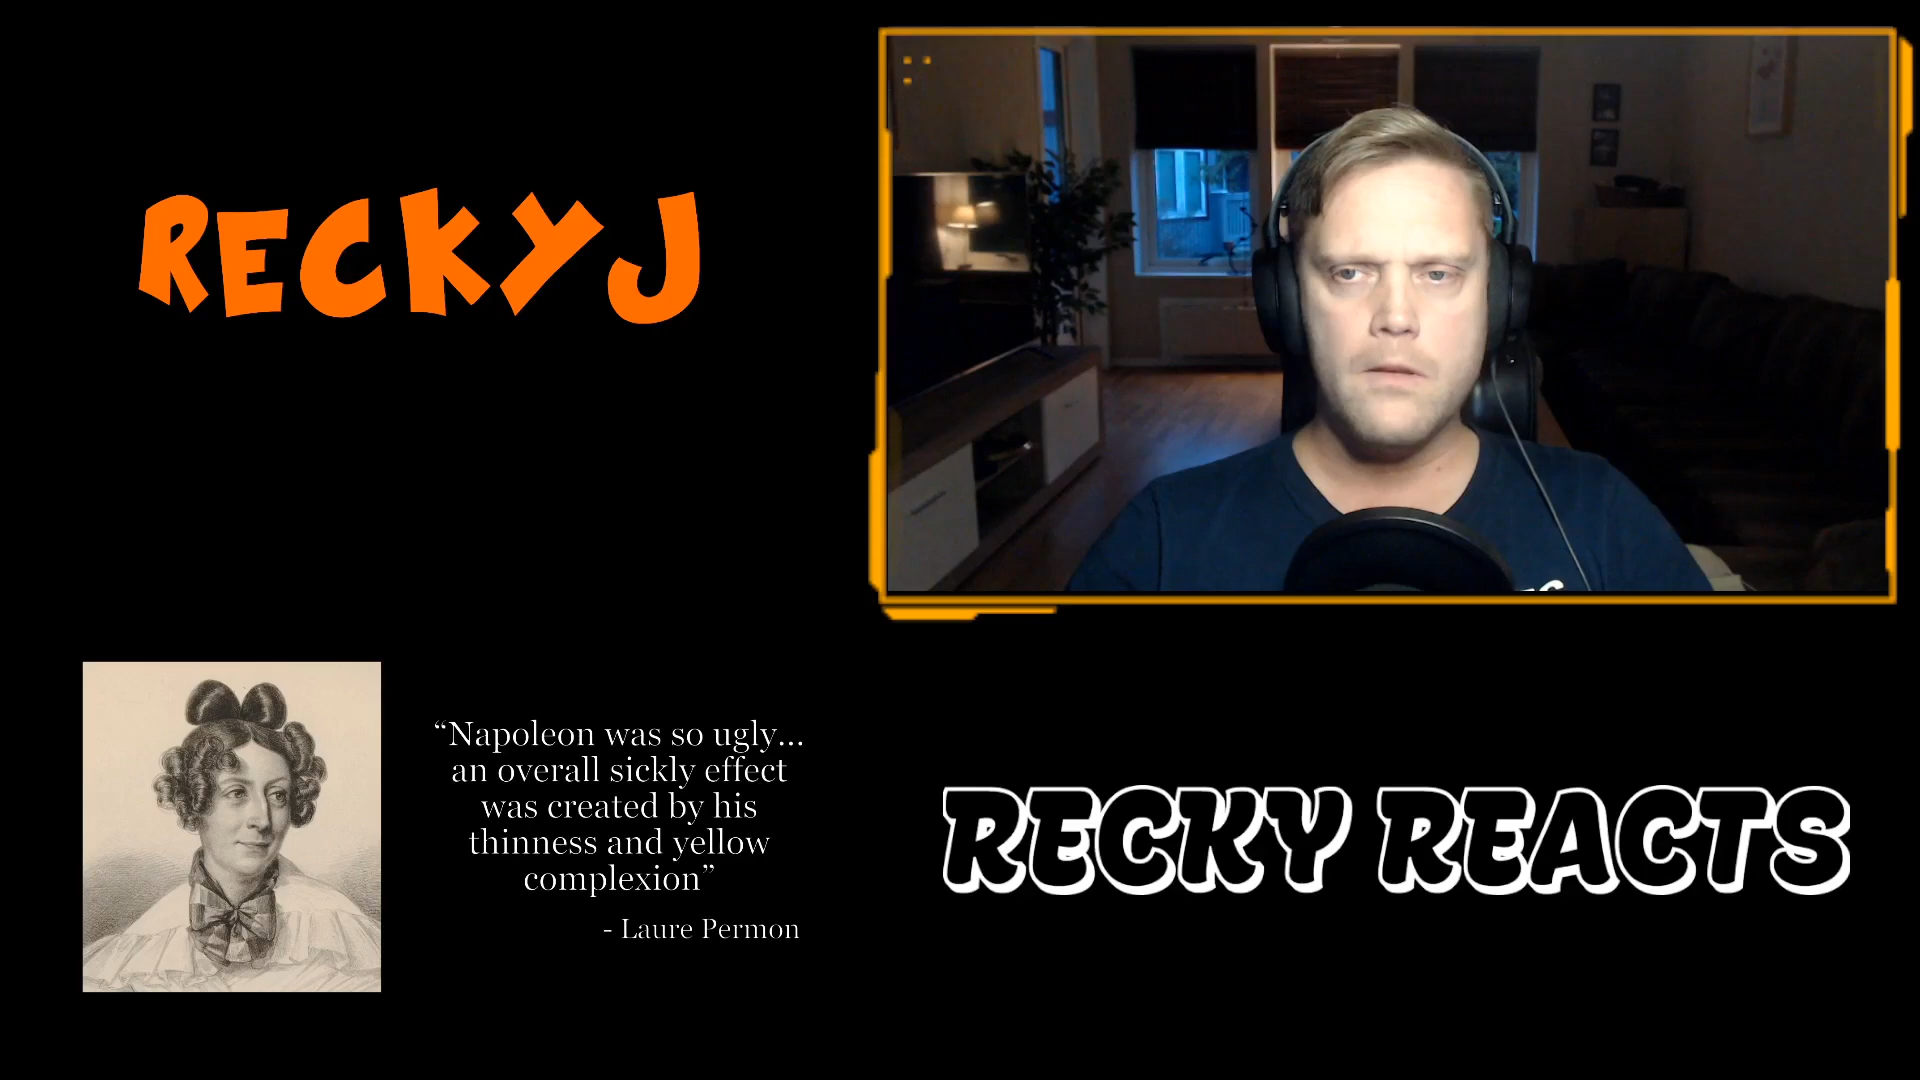 RECKYJ
“Napoleon was so ugly...
an overall sickly effect
was created by his
thinness and yellow
complexion”
- Laure Permon
RECKY REACTS